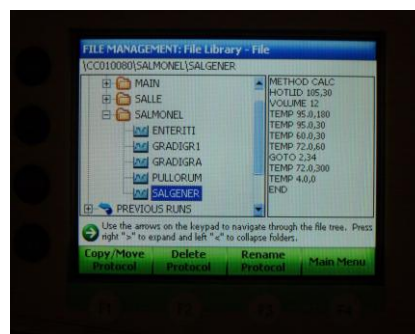 FILE MANAGEMENT: File Library - File
\CC010080\SALMONEL\SALGENER
MAIN
SALLE
SALMONEL
ENTERITI
GRADIGR1
GRADIGRA
PULLORUM
SALGENER
PREVIOUS RUNS
METHOD CALC
HOTLID 105,30
VOLUME 12
TEMP 95.0,180
TEMP 95.0,30
TEMP 60.0,30
TEMP 72.0,60
GOTO 2,34
TEMP 72.0,300
TEMP 4.0,0
END
Use the arrows on the keypad to navigate through the file tree. Press
right ">" to expand and left "<" to collapse folders.
Copy/Move Protocol
Delete Protocol
Rename Protocol
Main Menu
F1
F2
F3
F4